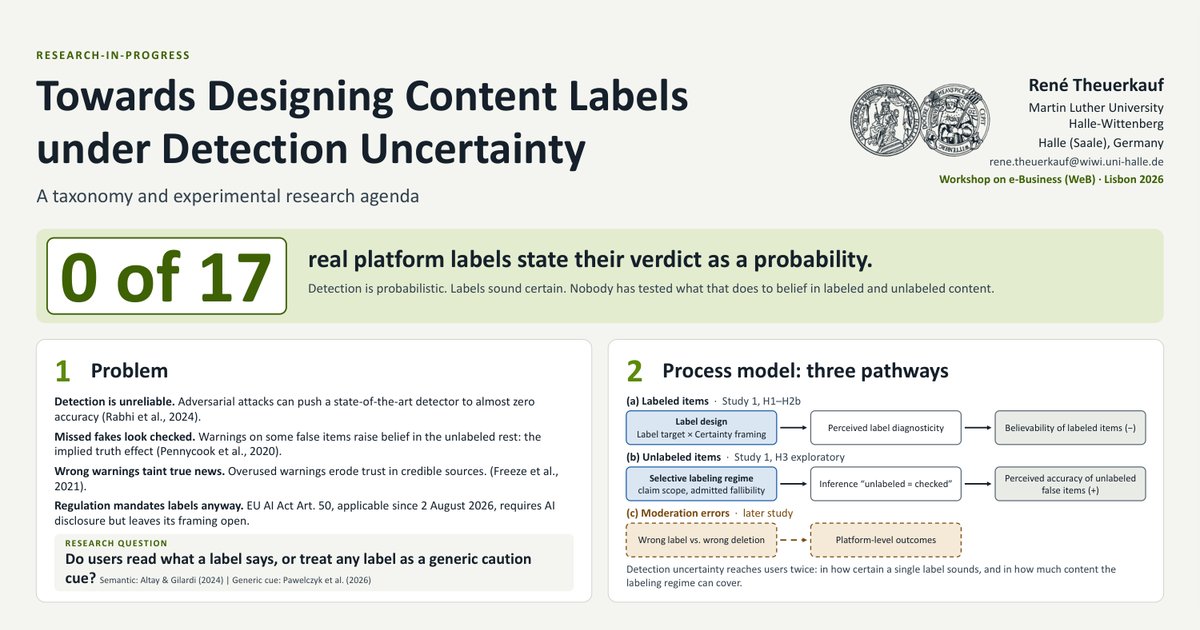 RESEARCH-IN-PROGRESS
Towards Designing Content Labels
under Detection Uncertainty
A taxonomy and experimental research agenda
René Theuerkauf
Martin Luther University
Halle-Wittenberg
Halle (Saale), Germany
rene.theuerkauf@wiwi.uni-halle.de
Workshop on e-Business (WeB) · Lisbon 2026
0 of 17
real platform labels state their verdict as a probability.
Detection is probabilistic. Labels sound certain. Nobody has tested what that does to belief in labeled and unlabeled content.
1 Problem
Detection is unreliable. Adversarial attacks can push a state-of-the-art detector to almost zero
accuracy (Rabhi et al., 2024).
Missed fakes look checked. Warnings on some false items raise belief in the unlabeled rest: the
implied truth effect (Pennycook et al., 2020).
Wrong warnings taint true news. Overused warnings erode trust in credible sources. (Freeze et al.,
2021).
Regulation mandates labels anyway. EU AI Act Art. 50, applicable since 2 August 2026, requires AI
disclosure but leaves its framing open.
RESEARCH QUESTION
Do users read what a label says, or treat any label as a generic caution
cue? Semantic: Altay & Gilardi (2024) | Generic cue: Pawelczyk et al. (2026)
2 Process model: three pathways
(a) Labeled items · Study 1, H1–H2b
Label design
Label target × Certainty framing
Perceived label diagnosticity
Believability of labeled items (−)
(b) Unlabeled items · Study 1, H3 exploratory
Selective labeling regime
claim scope, admitted fallibility
Inference “unlabeled = checked”
Perceived accuracy of unlabeled
false items (+)
(c) Moderation errors · later study
Wrong label vs. wrong deletion
Platform-level outcomes
Detection uncertainty reaches users twice: in how certain a single label sounds, and in how much content the
labeling regime can cover.